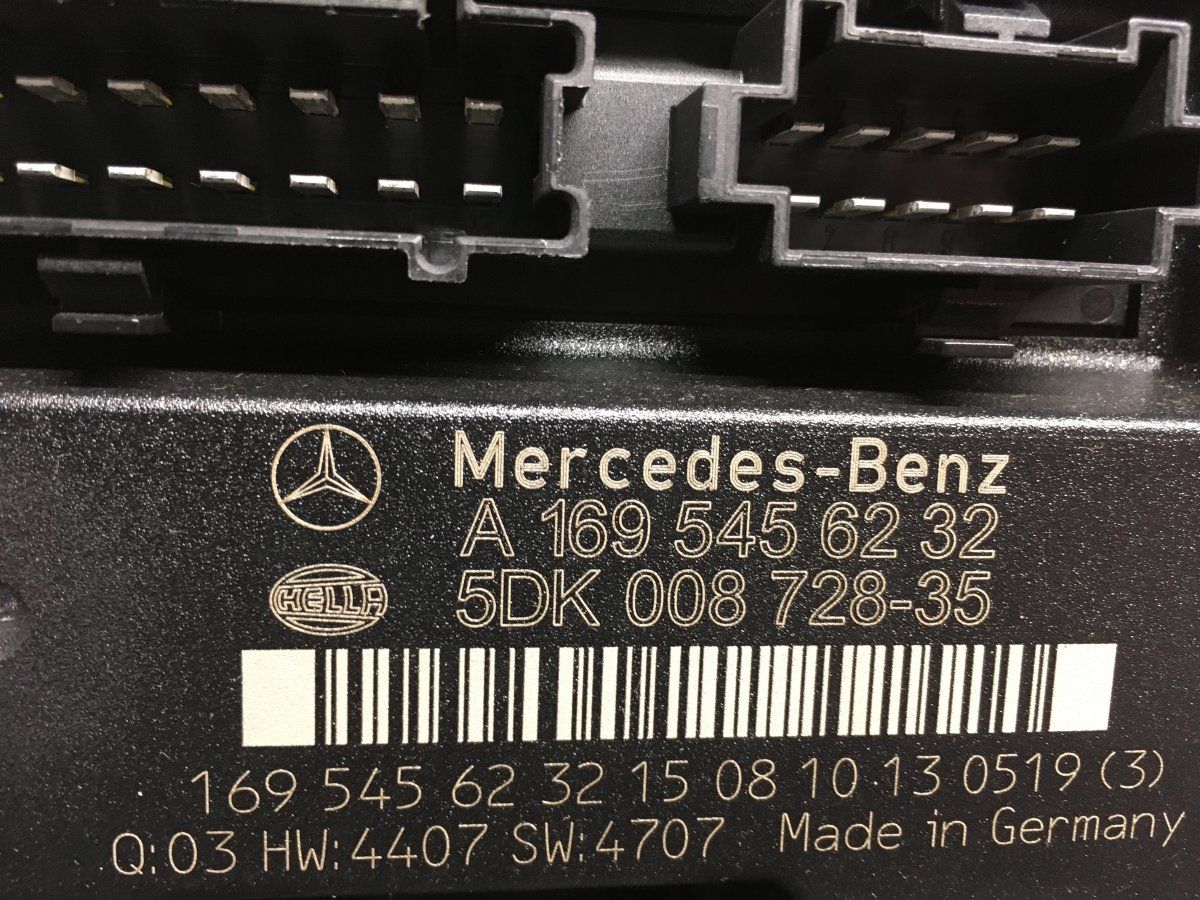 Mercedes-Benz
A 169 545 62 32
HELLA
5DK 008 728-35
169 545 62 32 15 08 10.13 0519 (3)
Q:03 HW:4407 SW:4707 Made in Germany